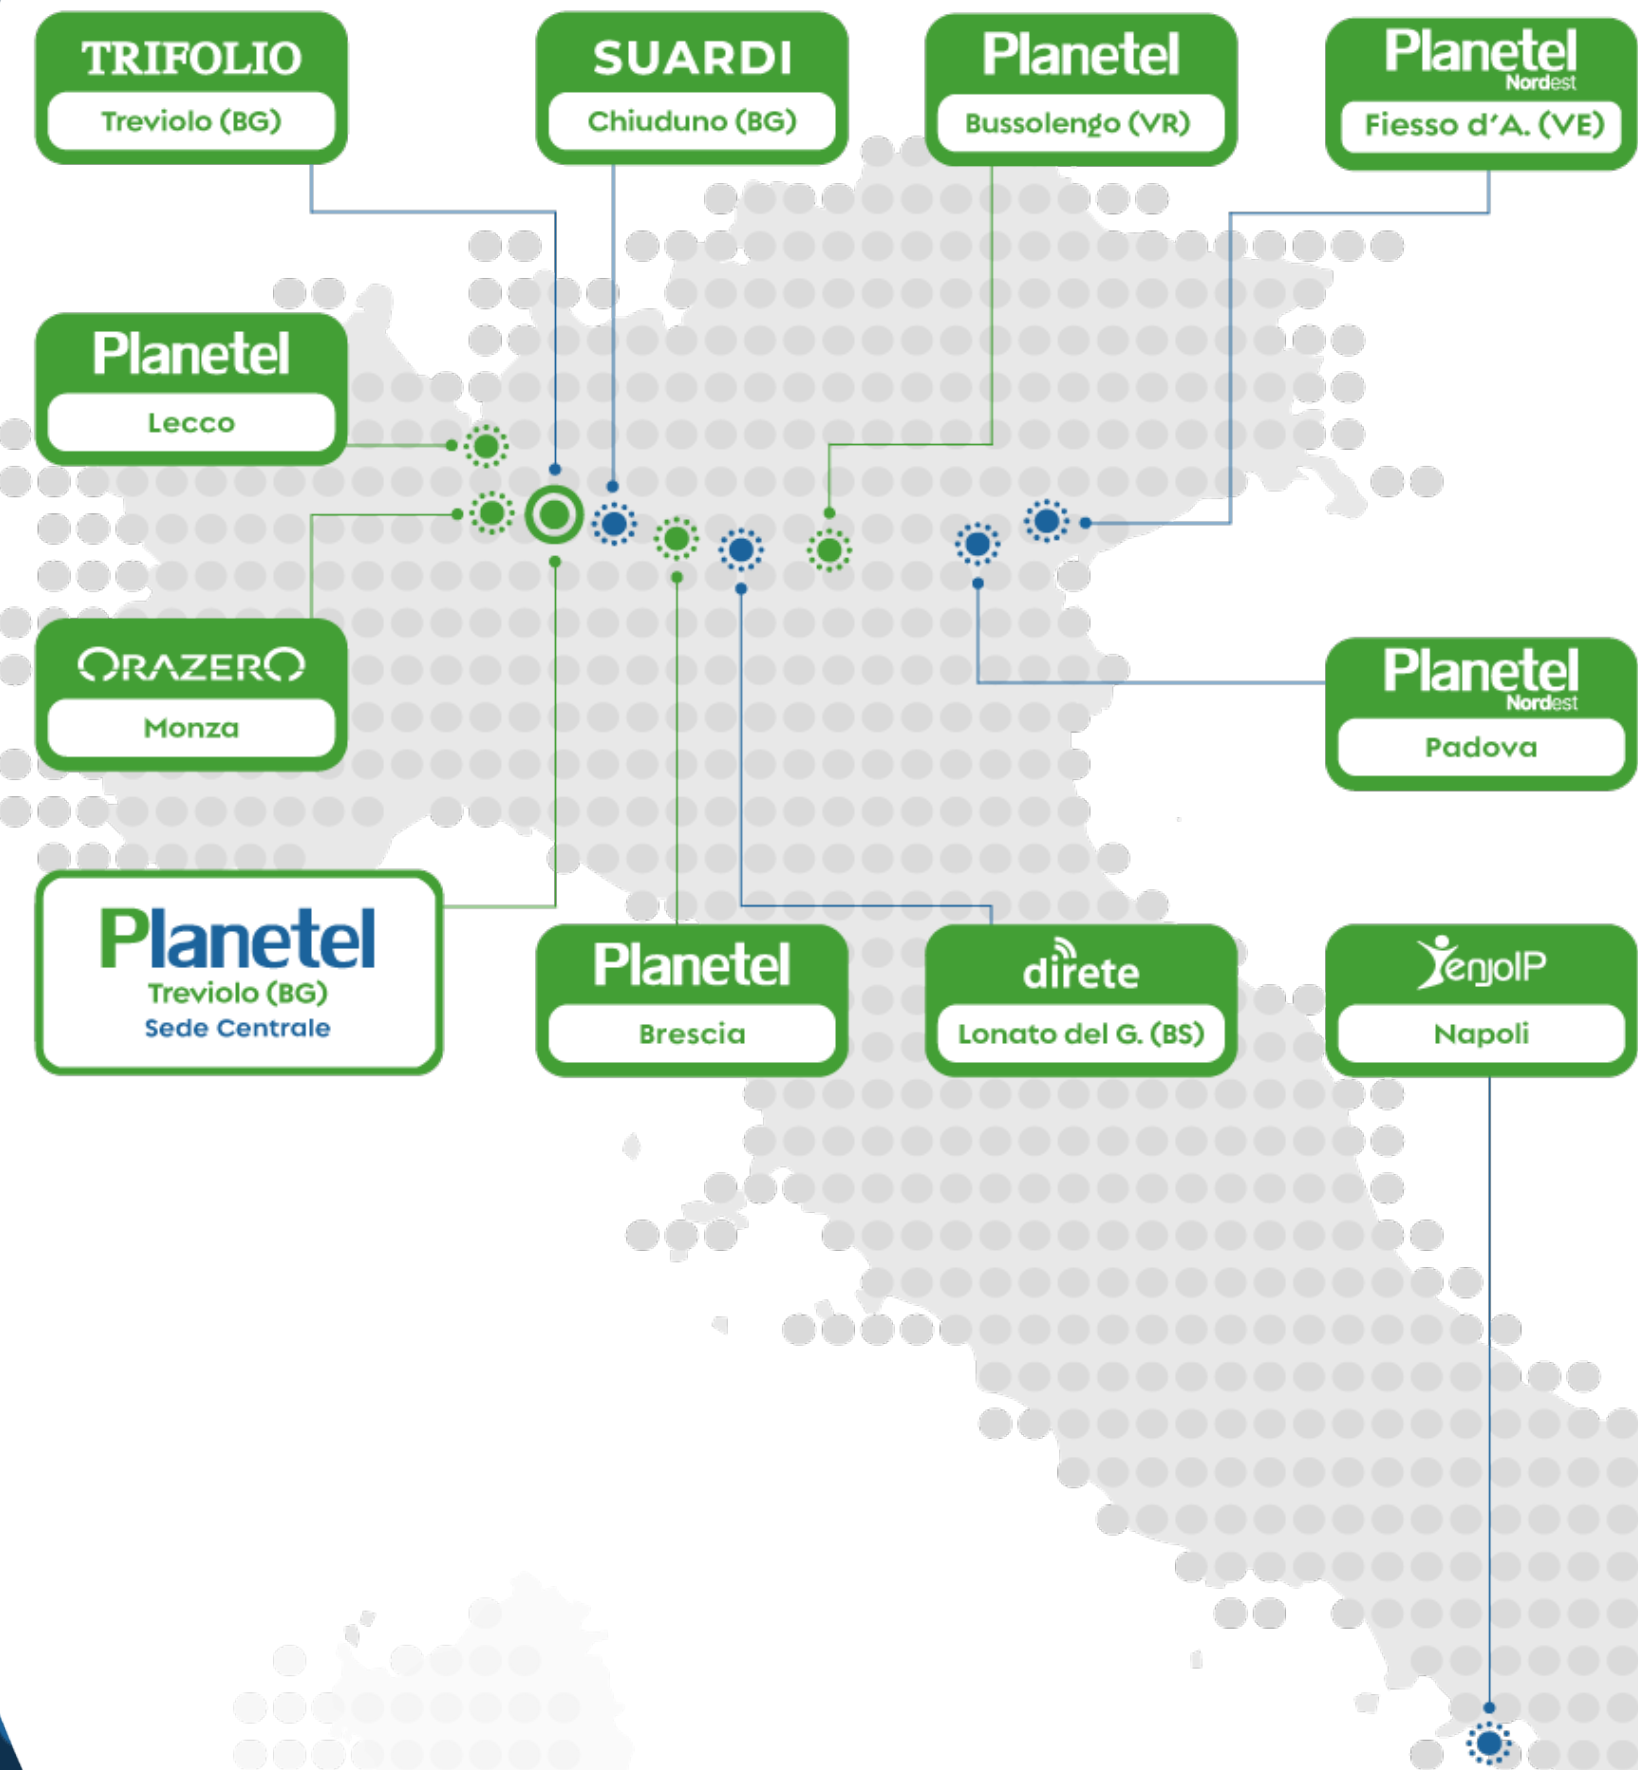 TRIFOLIO
Treviolo (BG)
SUARDI
Chiuduno (BG)
Planetel
Bussolengo (VR)
Planetel
Nordest
Fiesso d'A. (VE)
Planetel
Lecco
ORAZERO
Monza
Planetel
Nordest
Padova
Planetel
Treviolo (BG)
Sede Centrale
Planetel
Brescia
direte
Lonato del G. (BS)
enjoIP
Napoli